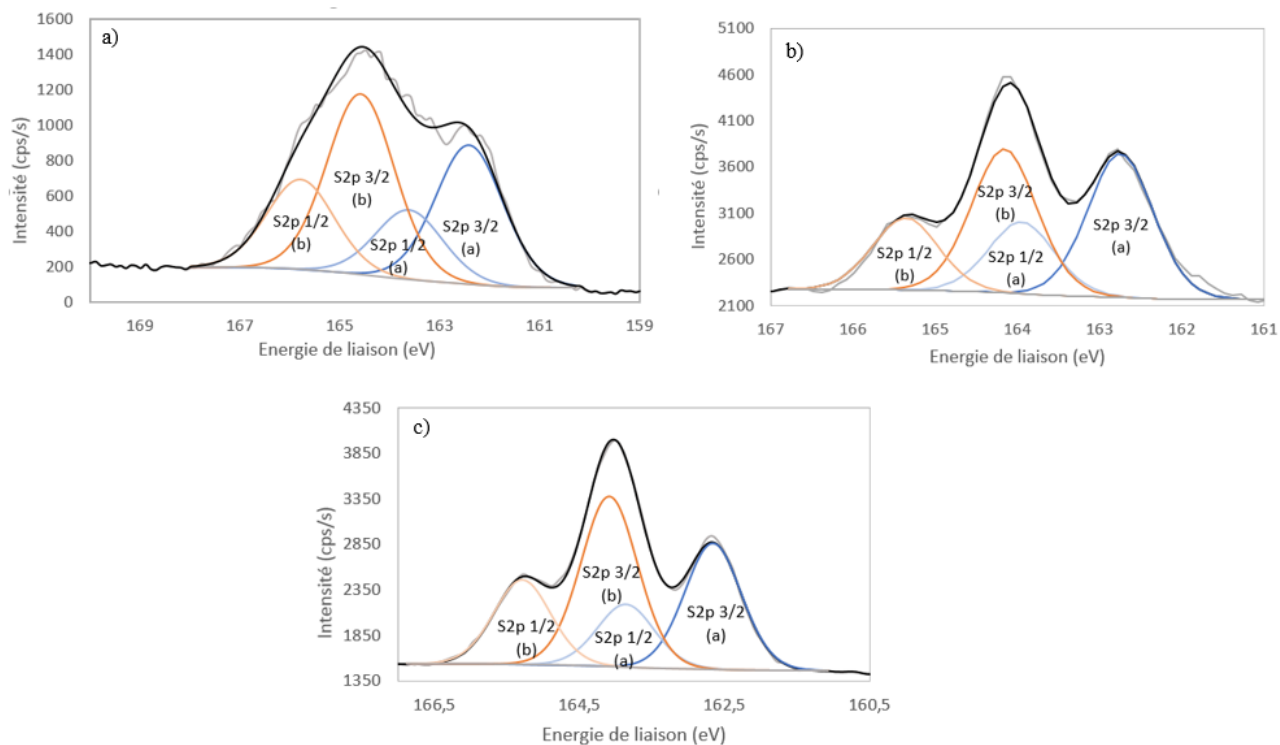 a)
Intensité (cps/s)
1600
1400
1200
1000
800
600
400
200
0
S2p 3/2
(b)
S2p 1/2
(b)
S2p 3/2
(a)
S2p 1/2
(a)
169
167
165
163
161
159
Energie de liaison (eV)
b)
Intensité (cps/s)
5100
4600
4100
3600
3100
2600
2100
S2p 3/2
(b)
S2p 3/2
(a)
S2p 1/2
(b)
S2p 1/2
(a)
167
166
165
164
163
162
161
Energie de liaison (eV)
c)
Intensité (cps/s)
4350
3850
3350
2850
2350
1850
1350
S2p 3/2
(b)
S2p 3/2
(a)
S2p 1/2
(b)
S2p 1/2
(a)
166,5
164,5
162,5
160,5
Energie de liaison (eV)